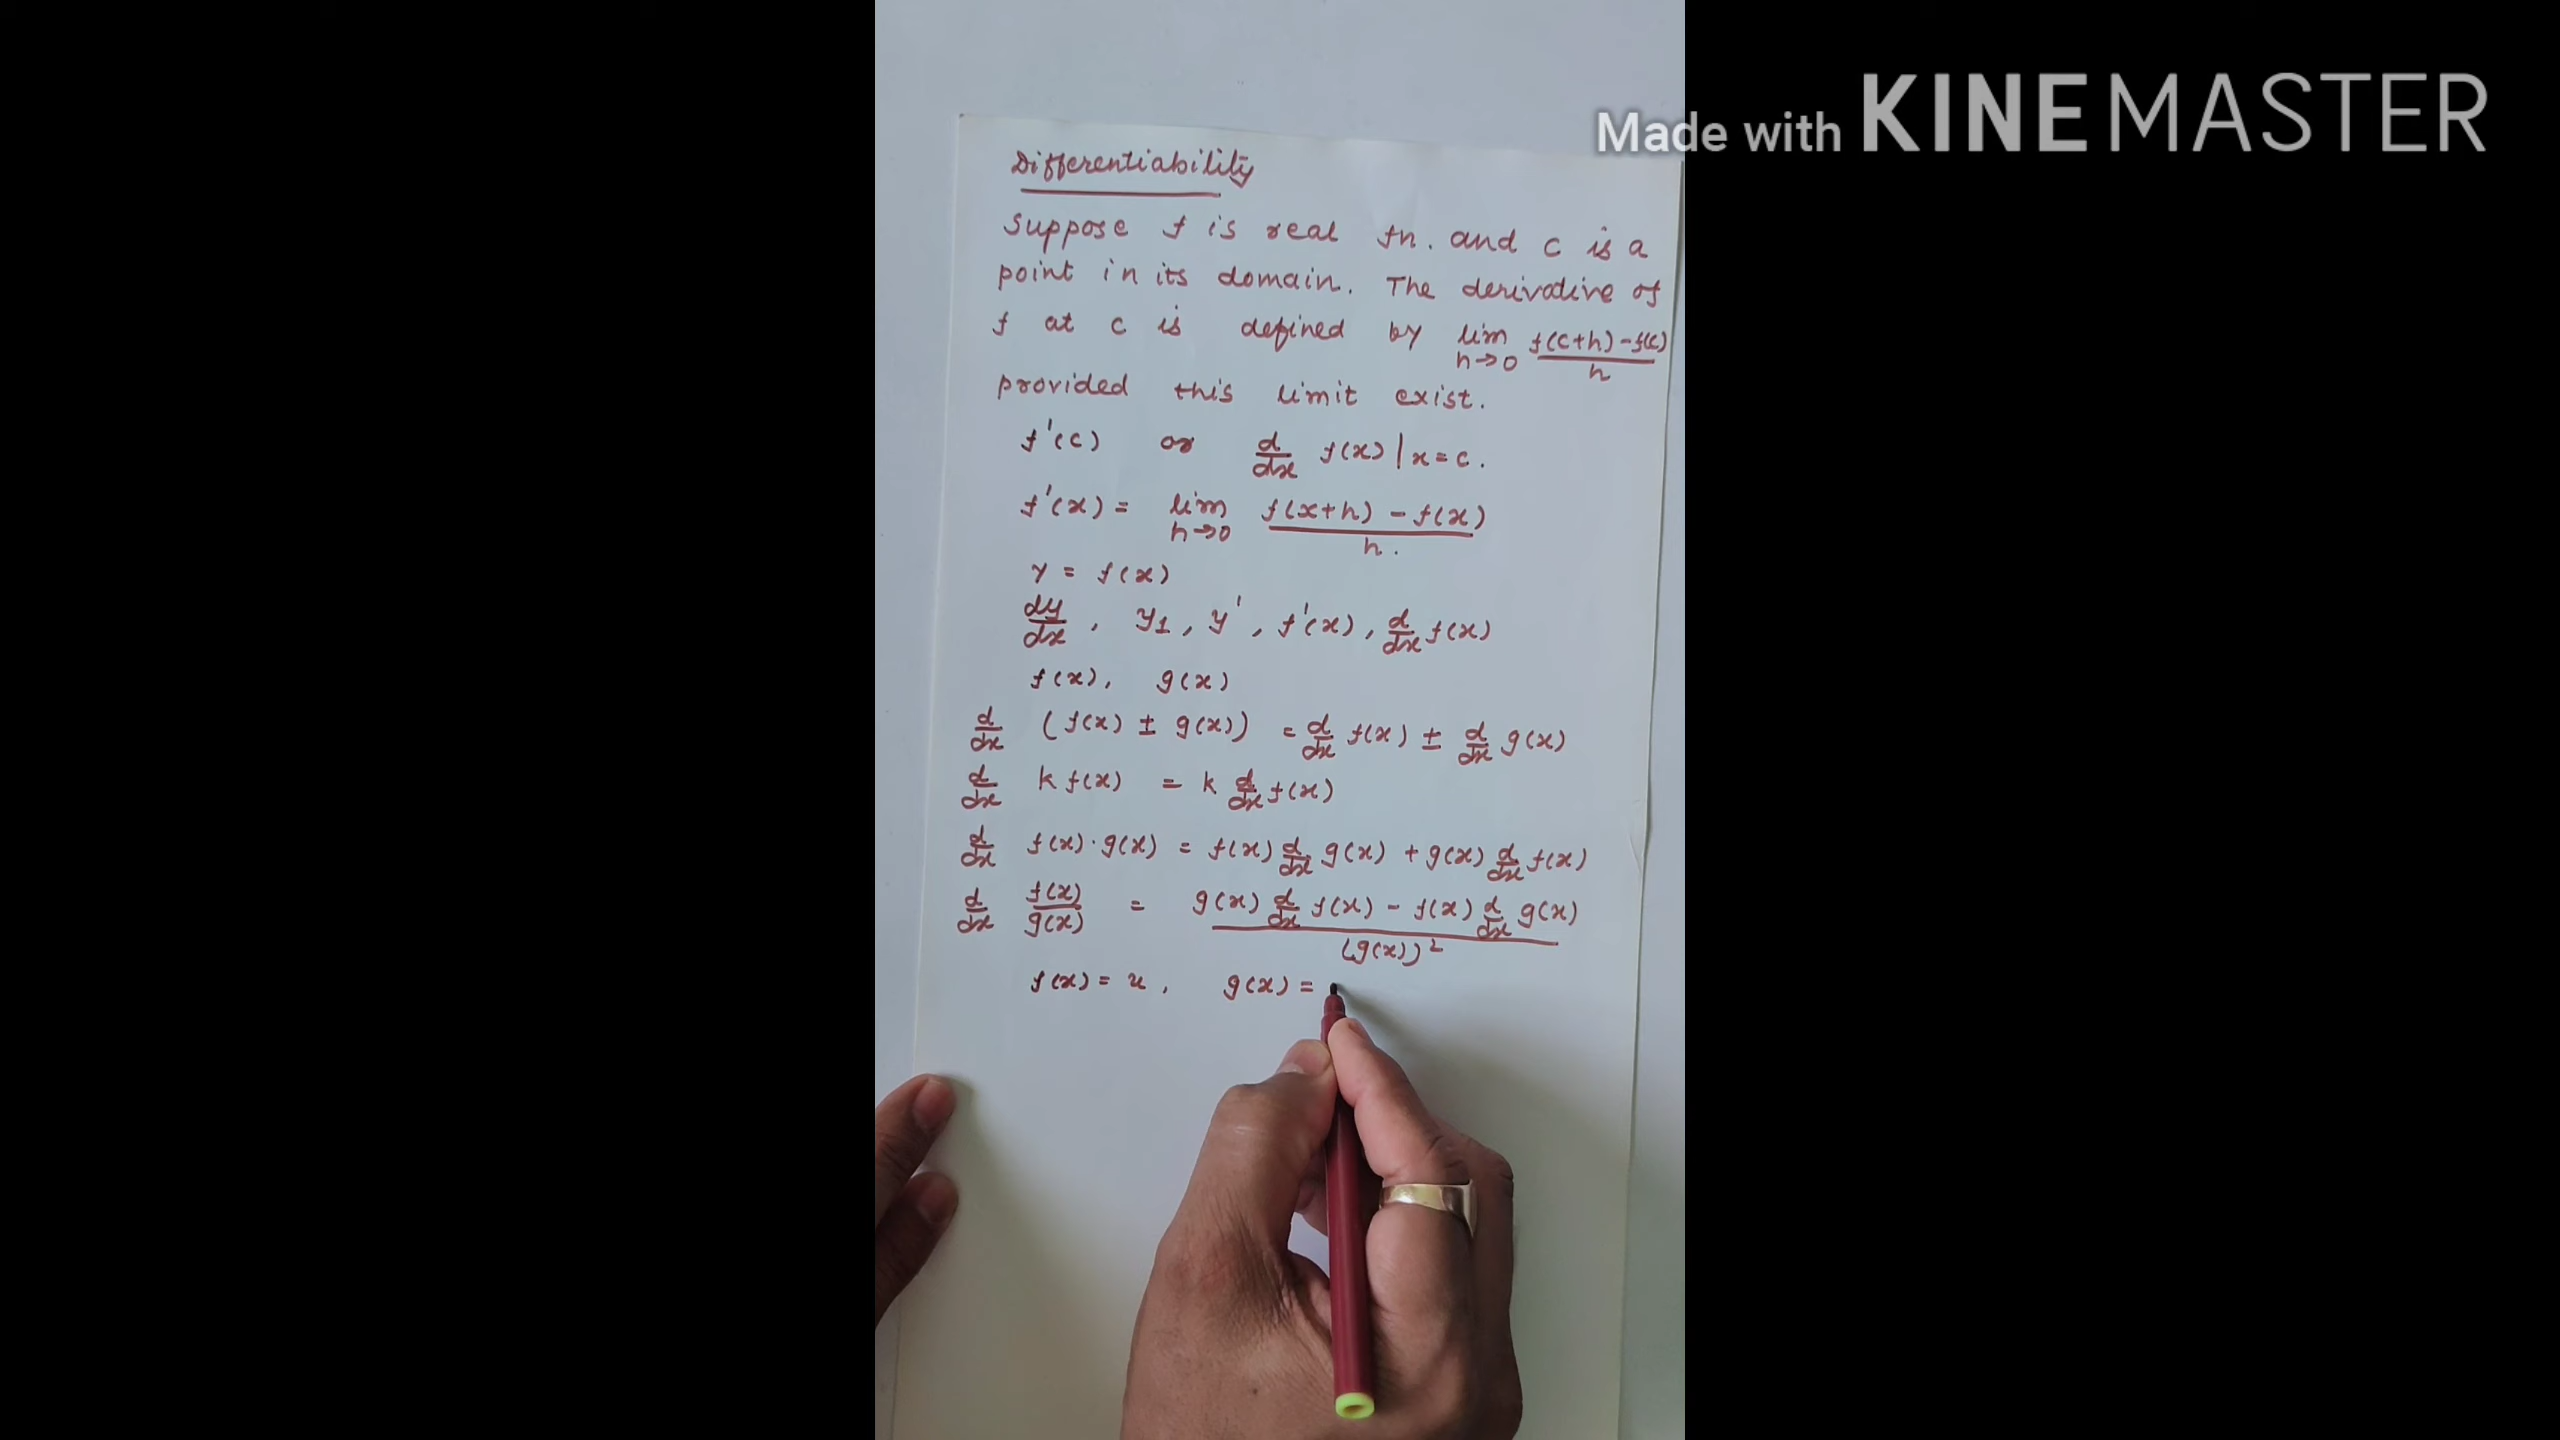 Made with KINEMASTER
Differentiability
Suppose f is real fn. and c is a
point in its domain. The derivative of
f at c is defined by lim h→0 f(c+h)-f(c)/h
provided this limit exist.
f'(c) or d/dx f(x)|x=c.
f'(x) = lim h→0 f(x+h) - f(x)/h.
y = f(x)
dy/dx, y1, y', f'(x), d/dx f(x)
f(x), g(x)
d/dx (f(x) ± g(x)) = d/dx f(x) ± d/dx g(x)
d/dx k f(x) = k d/dx f(x)
d/dx f(x)·g(x) = f(x) d/dx g(x) + g(x) d/dx f(x)
d/dx f(x)/g(x) = g(x) d/dx f(x) - f(x) d/dx g(x)/(g(x))²
f(x) = u, g(x) =